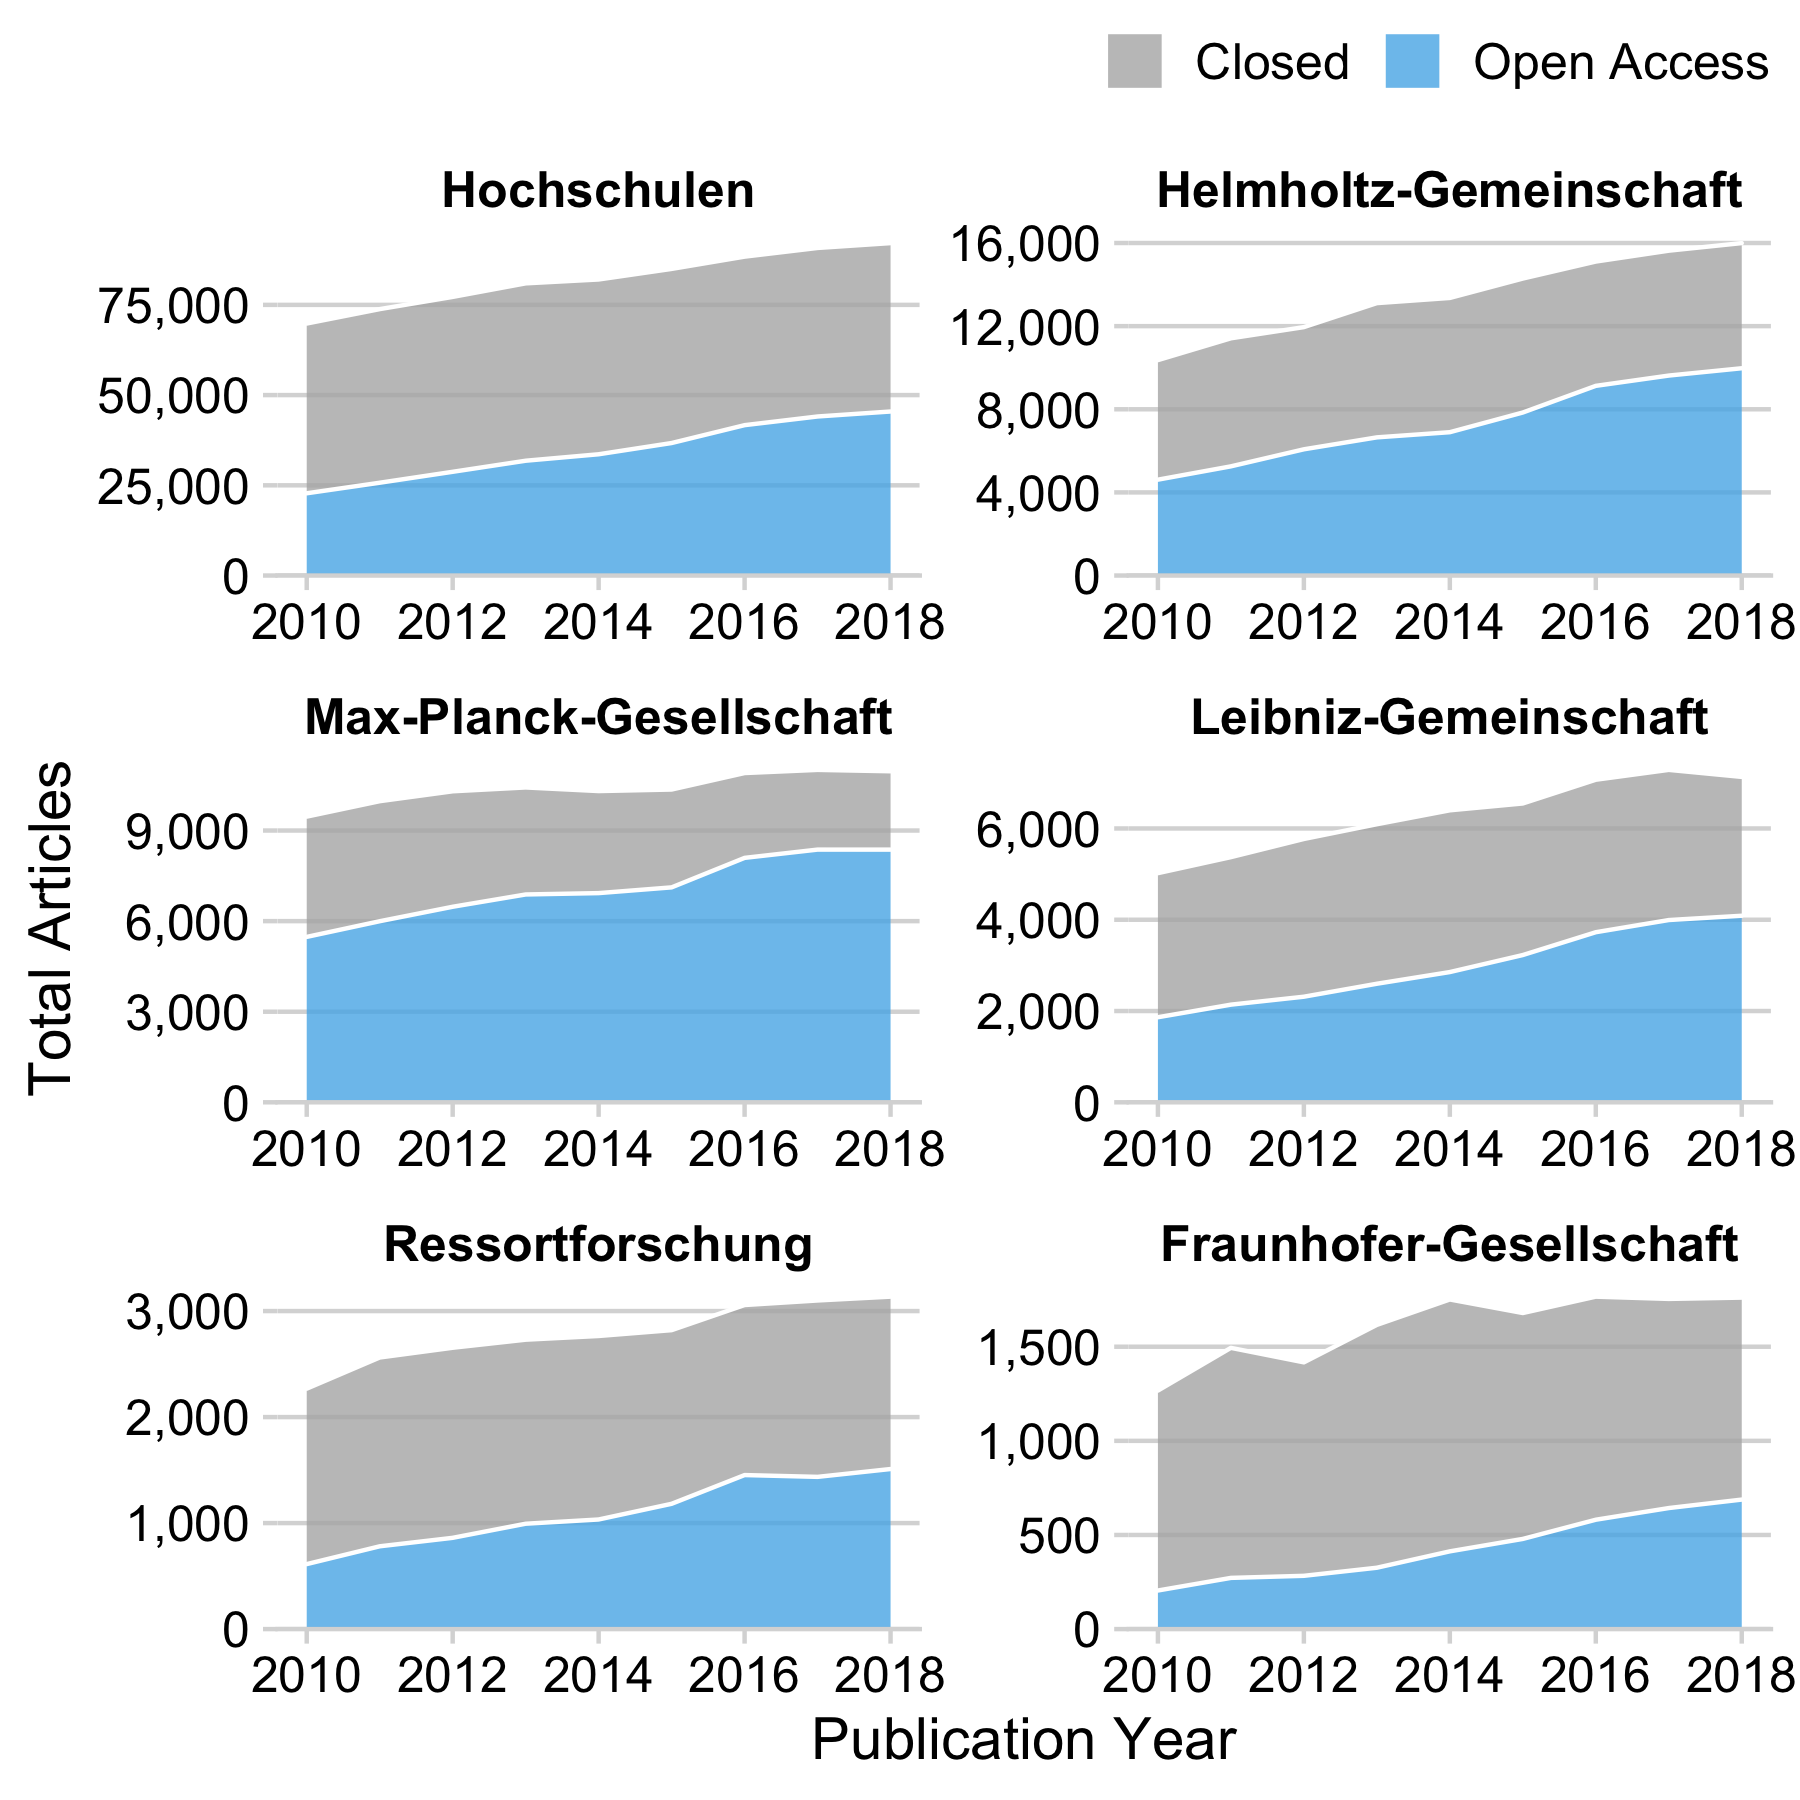 Closed Open Access
Hochschulen
75,000
50,000
25,000
0
2010 2012 2014 2016 2018
Helmholtz-Gemeinschaft
16,000
12,000
8,000
4,000
0
2010 2012 2014 2016 2018
Total Articles
Max-Planck-Gesellschaft
9,000
6,000
3,000
0
2010 2012 2014 2016 2018
Leibniz-Gemeinschaft
6,000
4,000
2,000
0
2010 2012 2014 2016 2018
Ressortforschung
3,000
2,000
1,000
0
2010 2012 2014 2016 2018
Fraunhofer-Gesellschaft
1,500
1,000
500
0
2010 2012 2014 2016 2018
Publication Year